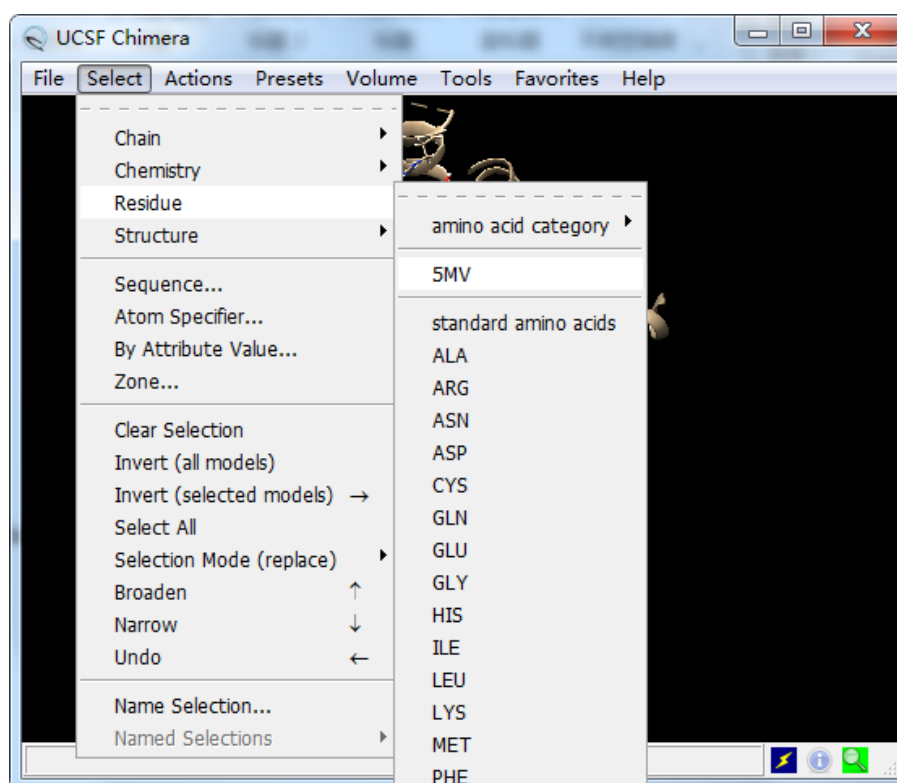 UCSF Chimera
File Select Actions Presets Volume Tools Favorites Help
Chain
Chemistry
Residue
Structure
Sequence...
Atom Specifier...
By Attribute Value...
Zone...
Clear Selection
Invert (all models)
Invert (selected models) →
Select All
Selection Mode (replace)
Broaden ↑
Narrow ↓
Undo ←
Name Selection...
Named Selections
amino acid category
5MV
standard amino acids
ALA
ARG
ASN
ASP
CYS
GLN
GLU
GLY
HIS
ILE
LEU
LYS
MET
PHE